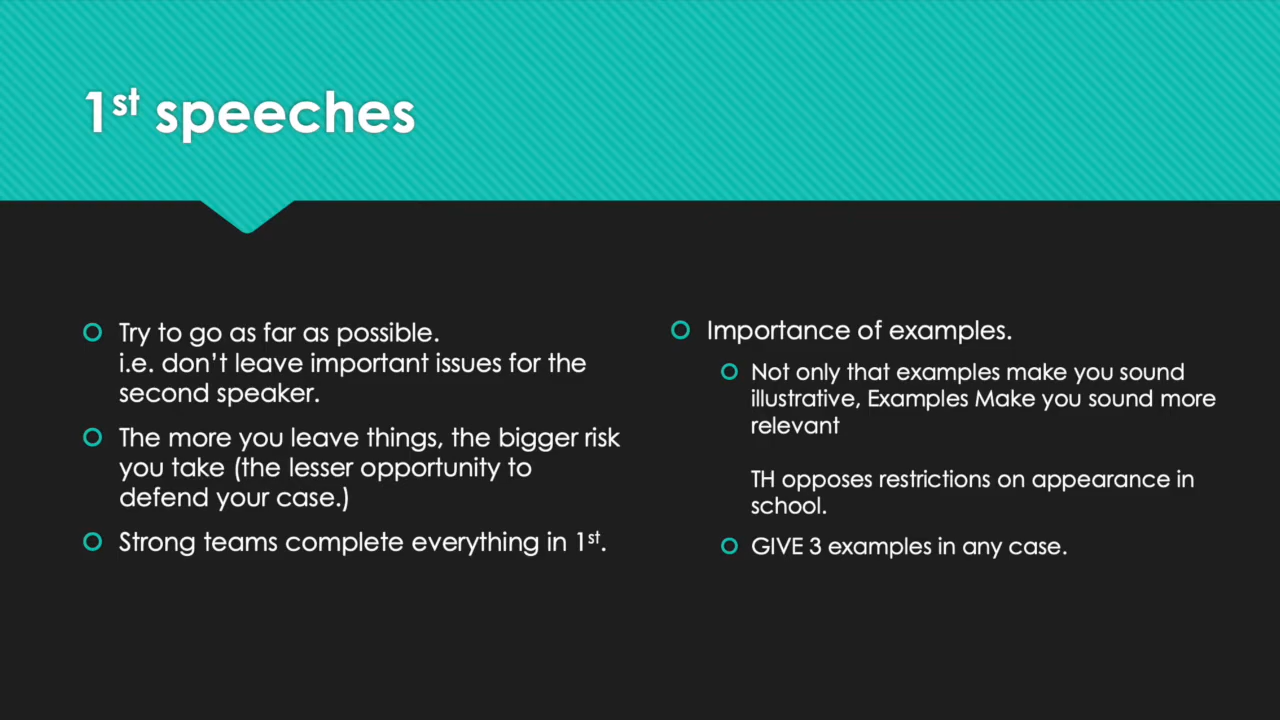 1st speeches
Try to go as far as possible.
i.e. don’t leave important issues for the
second speaker.
The more you leave things, the bigger risk
you take (the lesser opportunity to
defend your case.)
Strong teams complete everything in 1st.
Importance of examples.
Not only that examples make you sound
illustrative, Examples Make you sound more
relevant
TH opposes restrictions on appearance in
school.
GIVE 3 examples in any case.